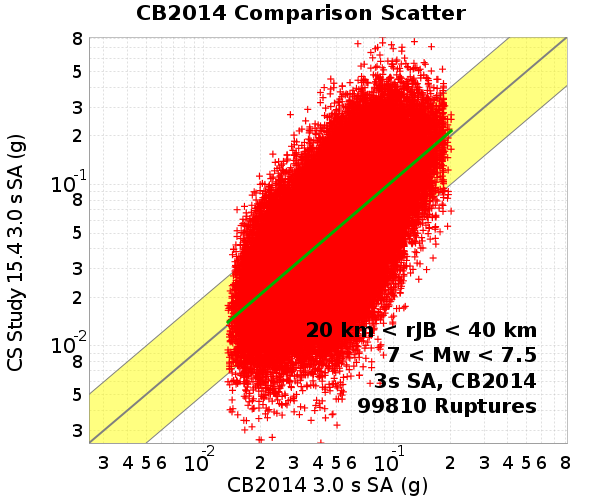 CB2014 Comparison Scatter
CS Study 15.4 3.0 s SA (g)
8
5
3
2
10⁻¹
8
5
3
2
10⁻²
8
5
3
20 km < rJB < 40 km
7 < Mw < 7.5
3s SA, CB2014
99810 Ruptures
3 4 5 6 10⁻² 2 3 4 5 6 10⁻¹ 2 3 4 5 6 8
CB2014 3.0 s SA (g)